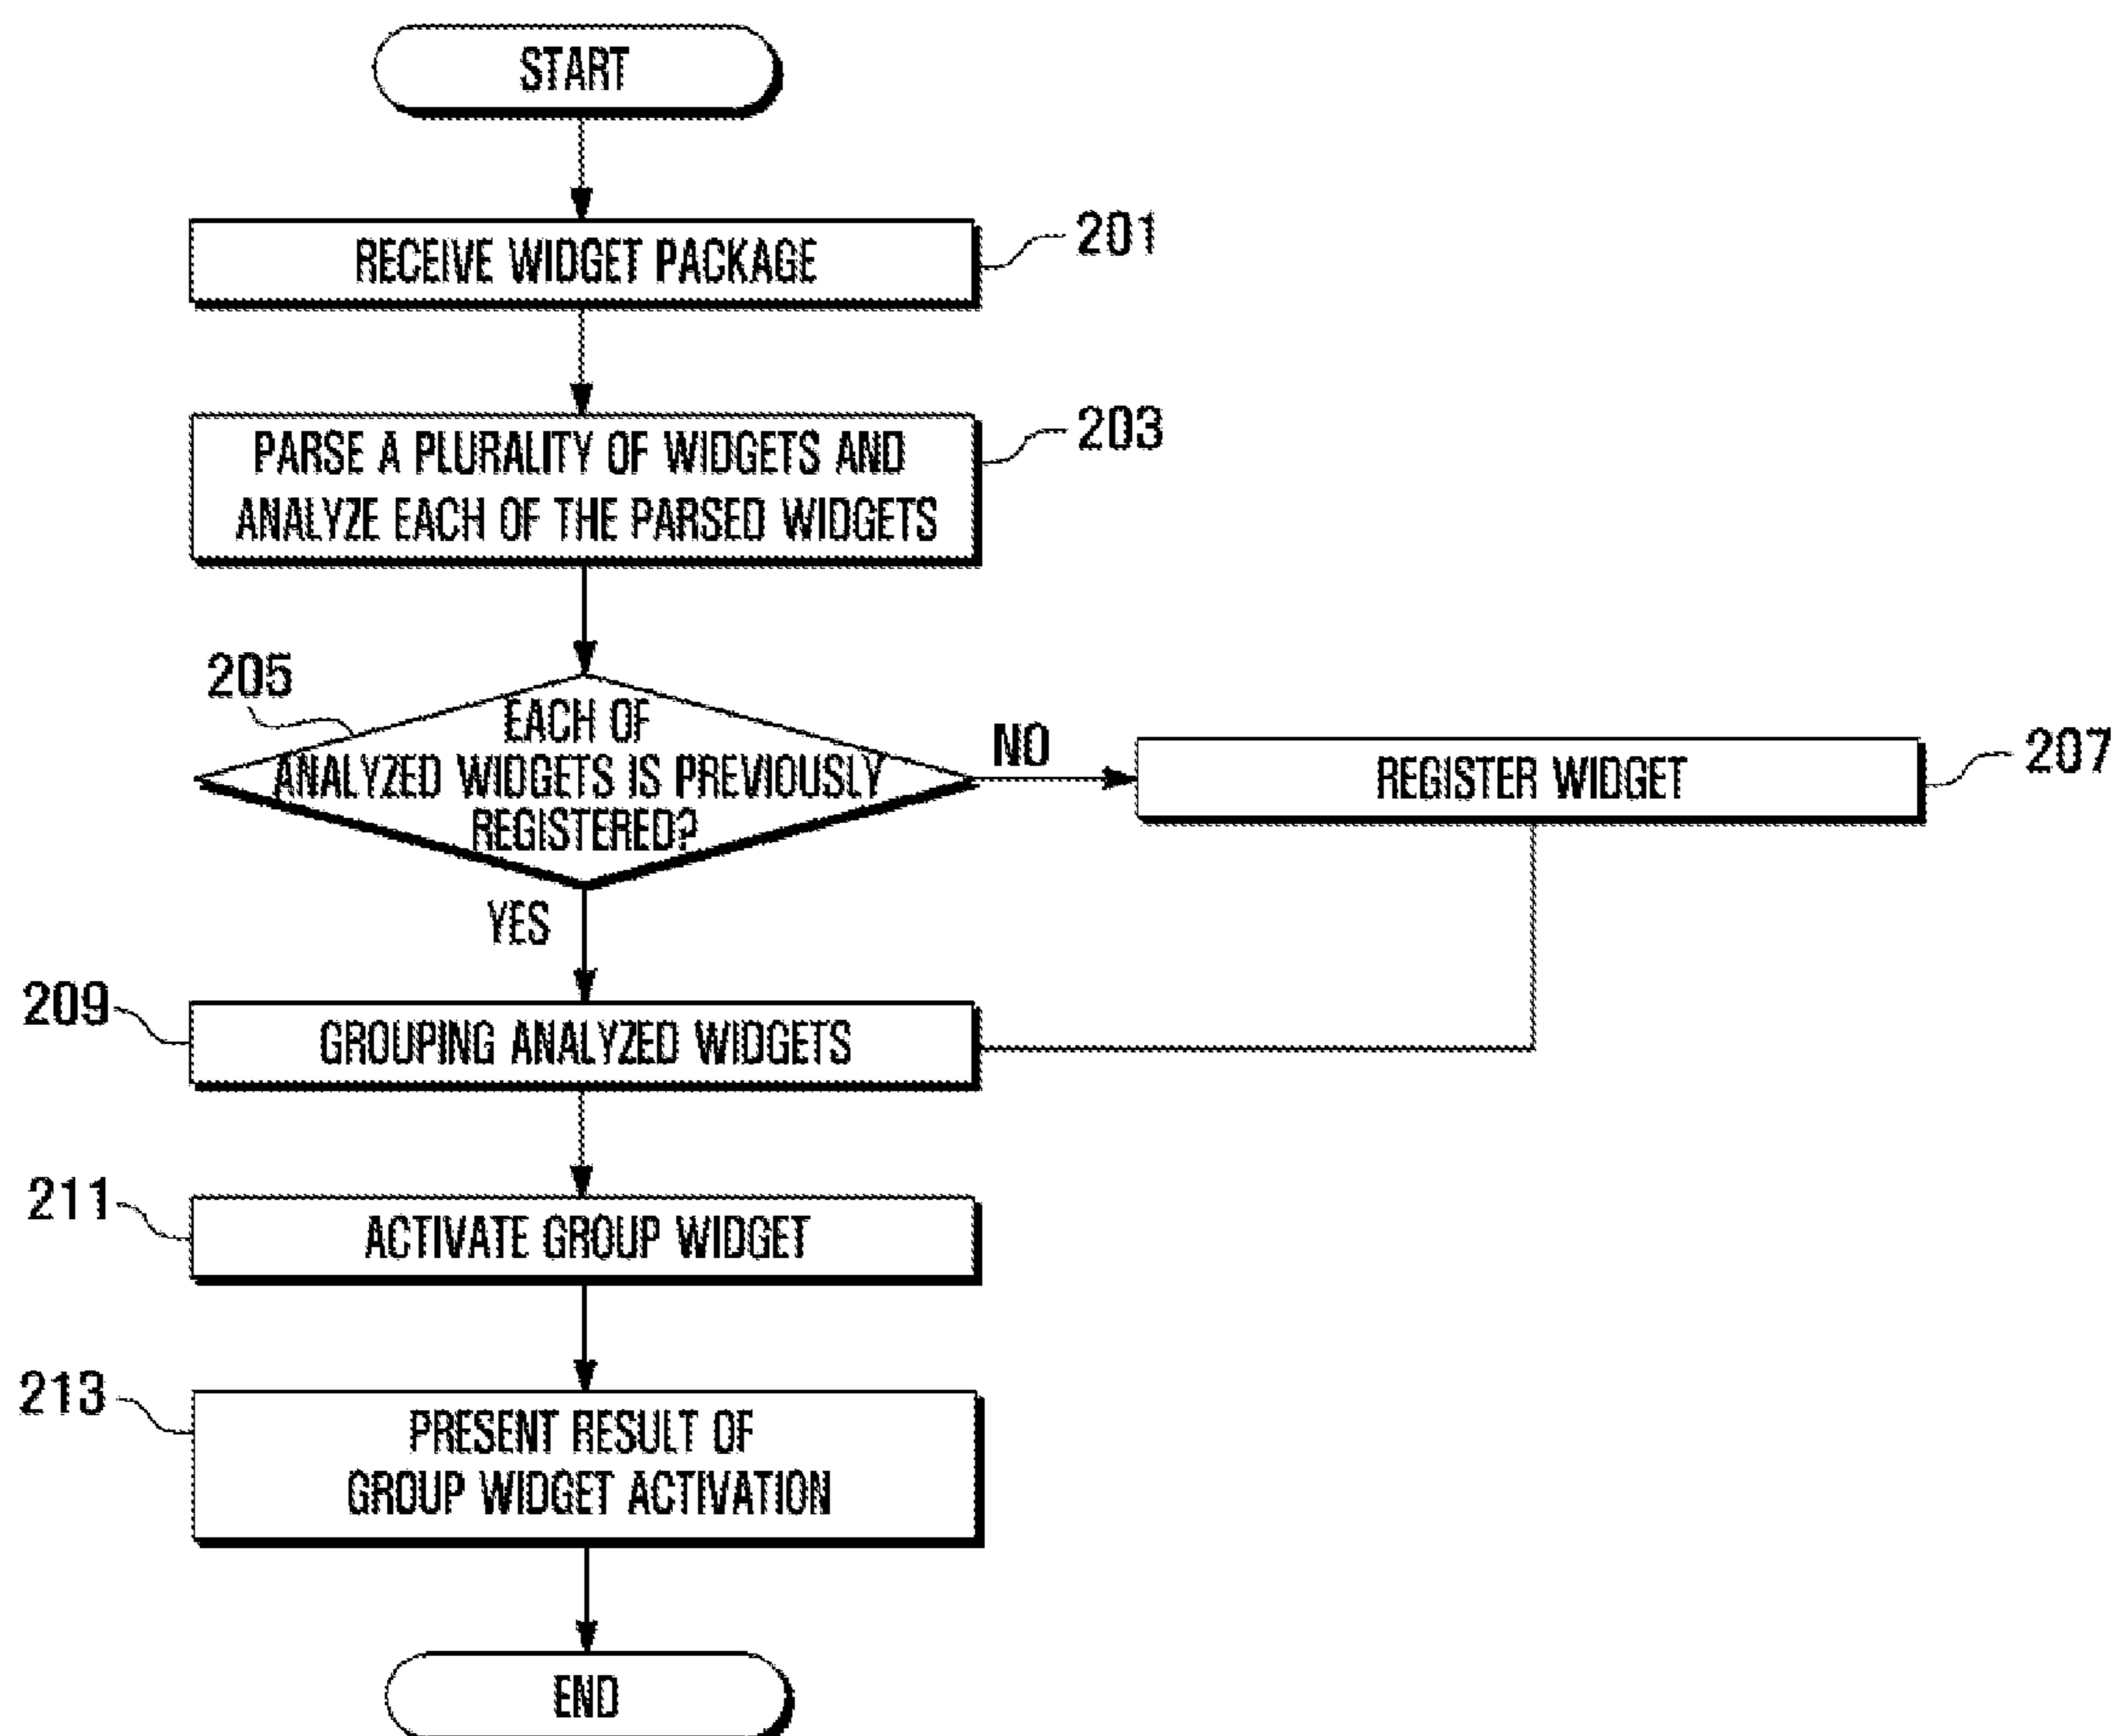 START
RECEIVE WIDGET PACKAGE
201
PARSE A PLURALITY OF WIDGETS AND
ANALYZE EACH OF THE PARSED WIDGETS
203
205
EACH OF
ANALYZED WIDGETS IS PREVIOUSLY
REGISTERED?
NO
REGISTER WIDGET
207
YES
209
GROUPING ANALYZED WIDGETS
211
ACTIVATE GROUP WIDGET
213
PRESENT RESULT OF
GROUP WIDGET ACTIVATION
END